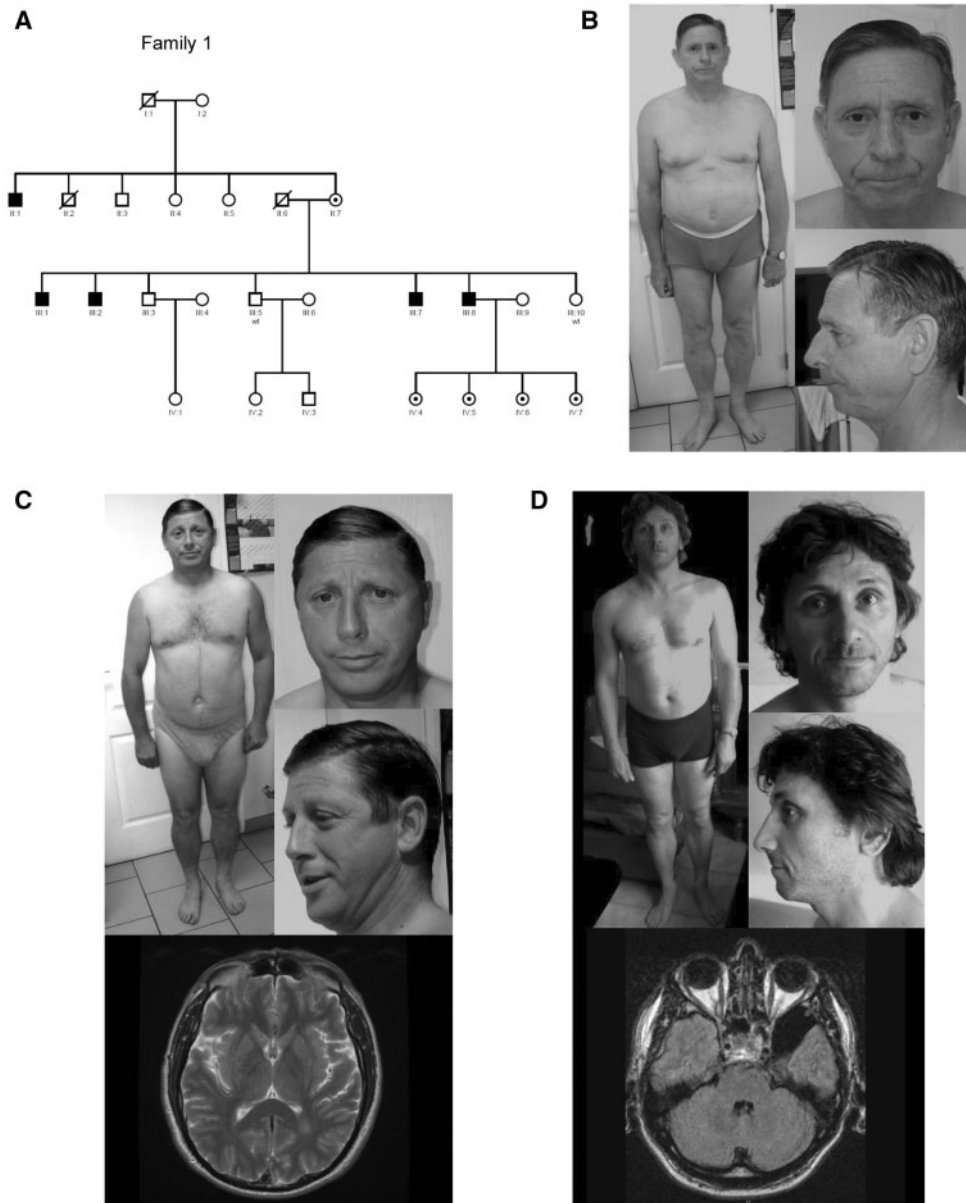 A
Family 1
I:1 I:2
II:1 II:2 II:3 II:4 II:5 II:6 II:7
III:1 III:2 III:3 III:4 III:5 III:6 III:7 III:8 III:9 III:10
wt wt
IV:1 IV:2 IV:3 IV:4 IV:5 IV:6 IV:7
B
C
D